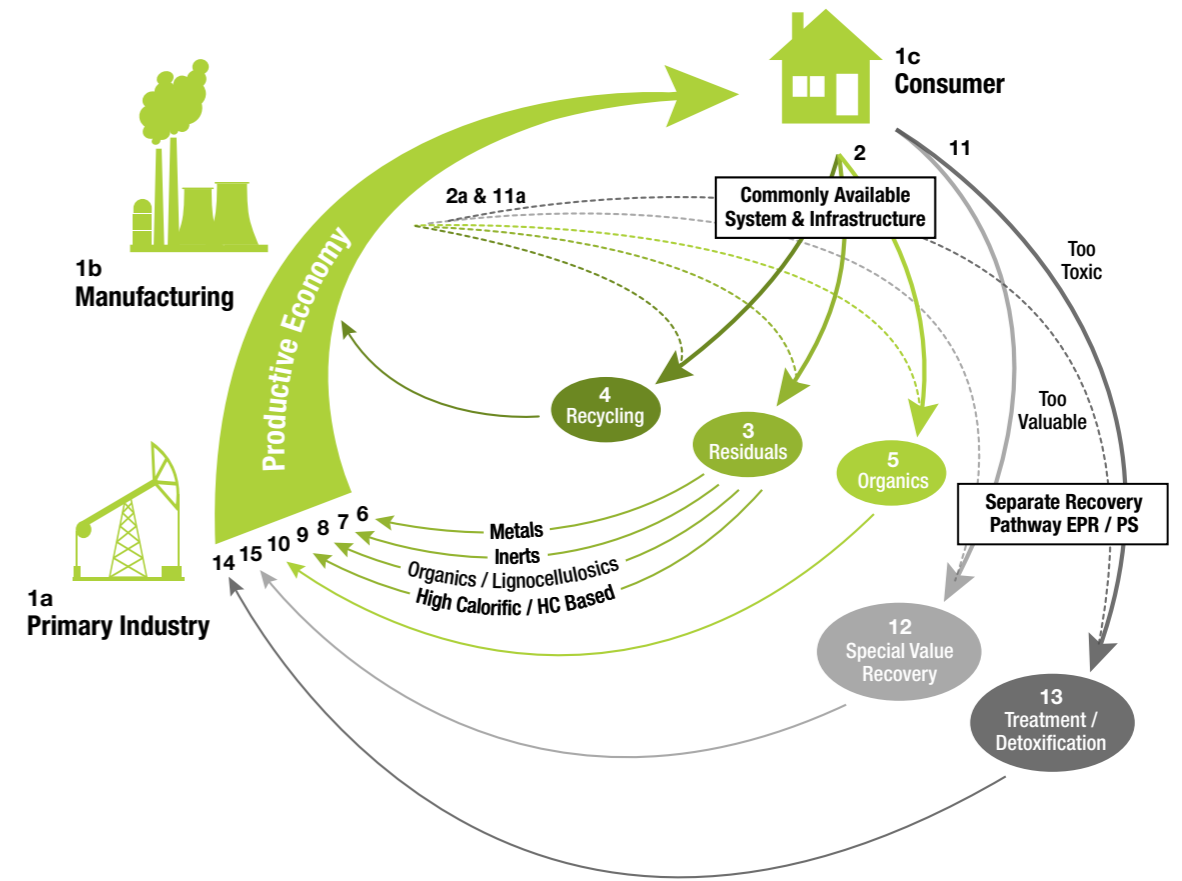 1c
Consumer
2
11
Commonly Available
System & Infrastructure
2a & 11a
1b
Manufacturing
Productive Economy
Too
Toxic
Too
Valuable
4
Recycling
3
Residuals
5
Organics
Separate Recovery
Pathway EPR / PS
6
7
8
9
10
15
14
Metals
Inerts
Organics / Lignocellulosics
High Calorific / HC Based
1a
Primary Industry
12
Special Value
Recovery
13
Treatment /
Detoxification